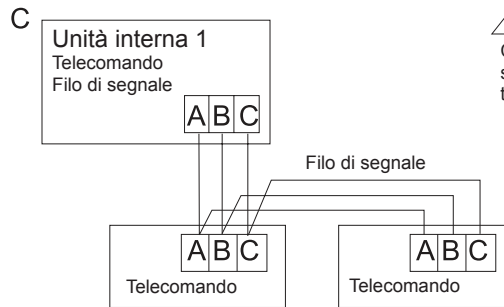 C
Unità interna 1
Telecomando
Filo di segnale
A B C
Filo di segnale
A B C
Telecomando
A B C
Telecomando